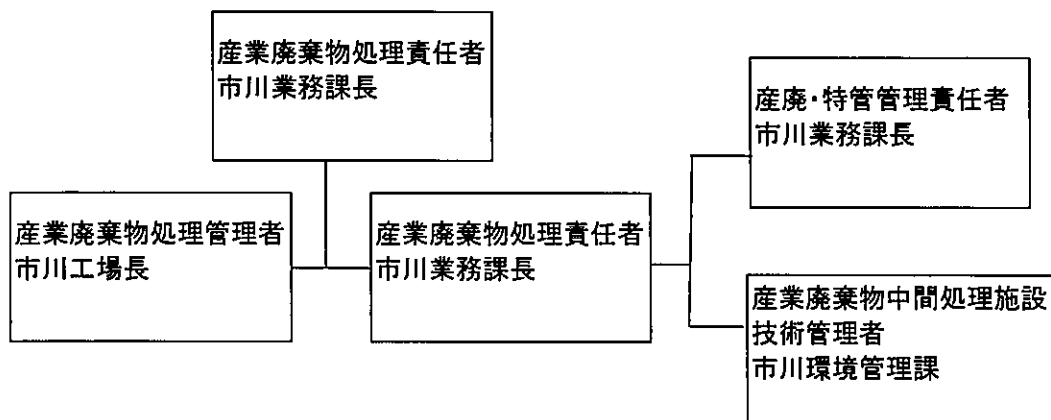 産業廃棄物処理責任者
市川業務課長
産廃・特管管理責任者
市川業務課長
産業廃棄物処理管理者
市川工場長
産業廃棄物処理責任者
市川業務課長
産業廃棄物中間処理施設
技術管理者
市川環境管理課